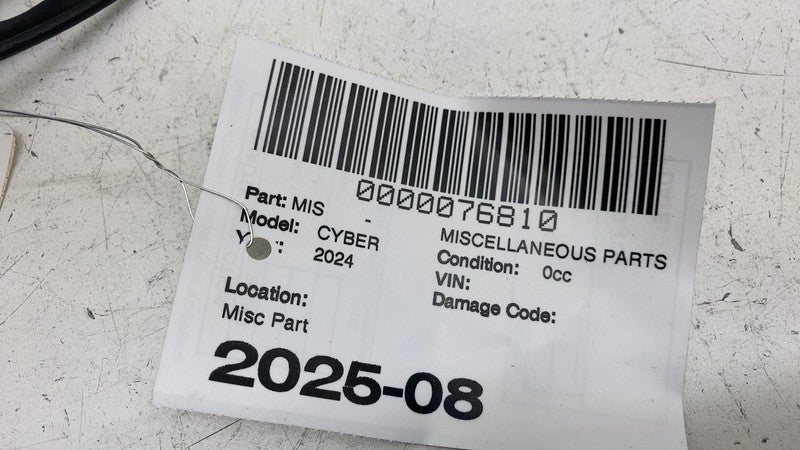 0000076810
Part: MIS - MISCELLANEOUS PARTS
Model: CYBER Condition: 0cc
2024 VIN:
Damage Code:
Location:
Misc Part
2025-08